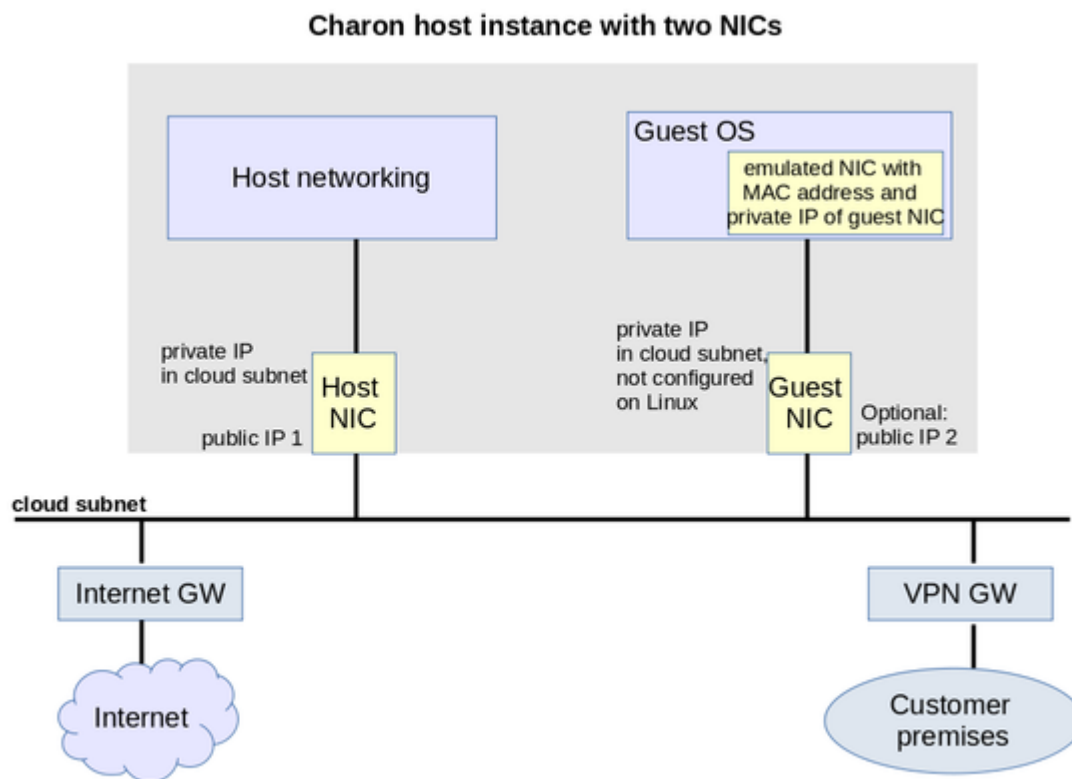 Charon host instance with two NICs
Host networking
Guest OS
emulated NIC with
MAC address and
private IP of guest NIC
private IP
in cloud subnet
Host
NIC
public IP 1
private IP
in cloud subnet,
not configured
on Linux
Guest
NIC
Optional:
public IP 2
cloud subnet
Internet GW
VPN GW
Internet
Customer
premises